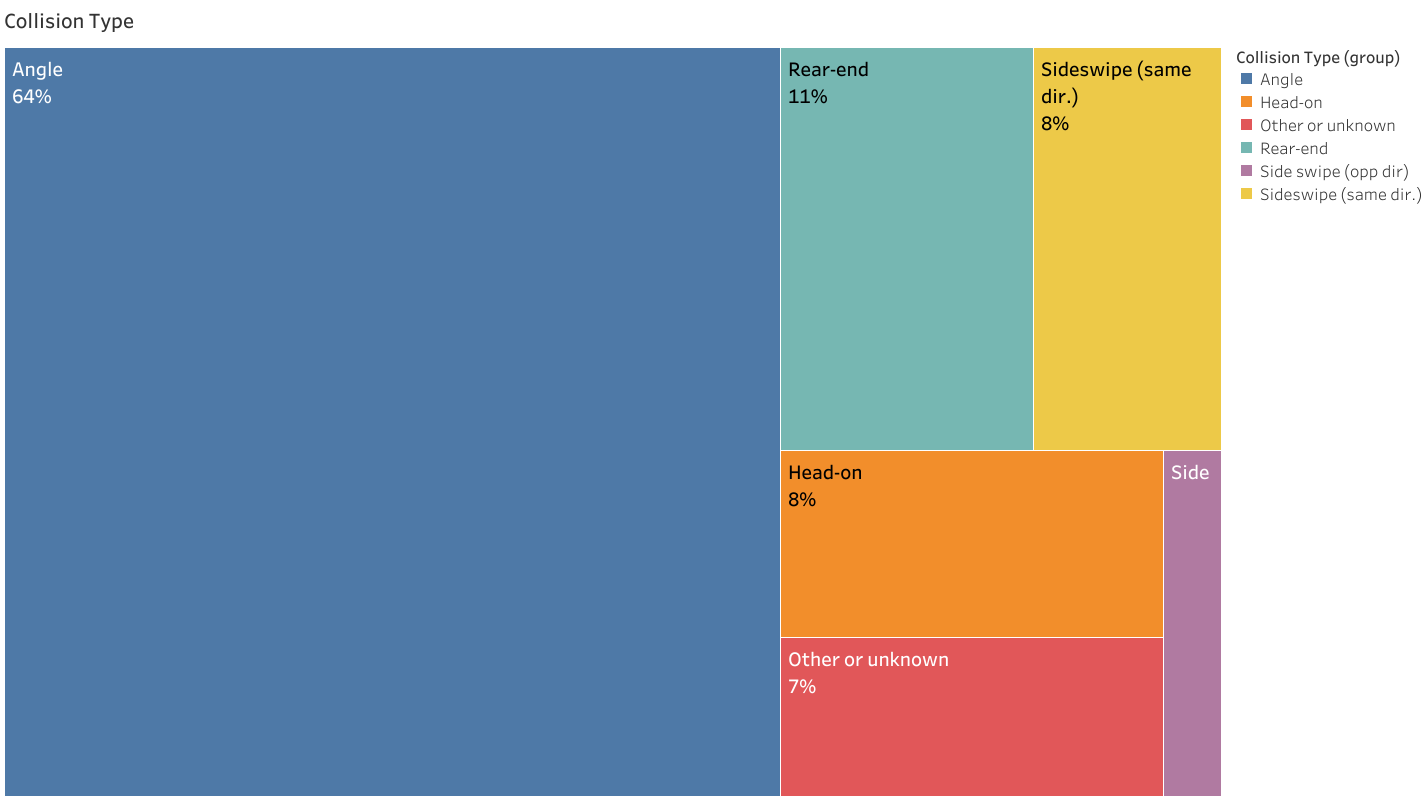 Collision Type
Angle
64%
Rear-end
11%
Sideswipe (same
dir.)
8%
Head-on
8%
Other or unknown
7%
Side
Collision Type (group)
Angle
Head-on
Other or unknown
Rear-end
Side swipe (opp dir)
Sideswipe (same dir.)